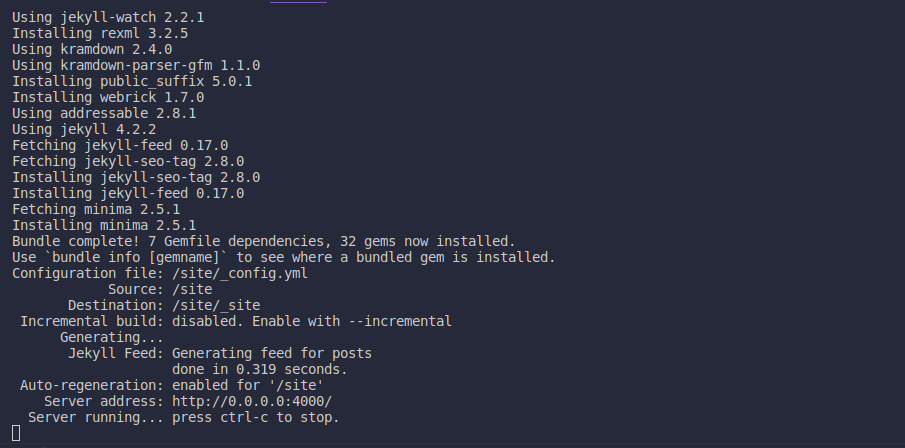 Using jekyll-watch 2.2.1
Installing rexml 3.2.5
Using kramdown 2.4.0
Using kramdown-parser-gfm 1.1.0
Installing public_suffix 5.0.1
Installing webrick 1.7.0
Using addressable 2.8.1
Using jekyll 4.2.2
Fetching jekyll-feed 0.17.0
Fetching jekyll-seo-tag 2.8.0
Installing jekyll-seo-tag 2.8.0
Installing jekyll-feed 0.17.0
Fetching minima 2.5.1
Installing minima 2.5.1
Bundle complete! 7 Gemfile dependencies, 32 gems now installed.
Use `bundle info [gemname]` to see where a bundled gem is installed.
Configuration file: /site/_config.yml
            Source: /site
       Destination: /site/_site
 Incremental build: disabled. Enable with --incremental
      Generating...
       Jekyll Feed: Generating feed for posts
                    done in 0.319 seconds.
 Auto-regeneration: enabled for '/site'
    Server address: http://0.0.0.0:4000/
  Server running... press ctrl-c to stop.